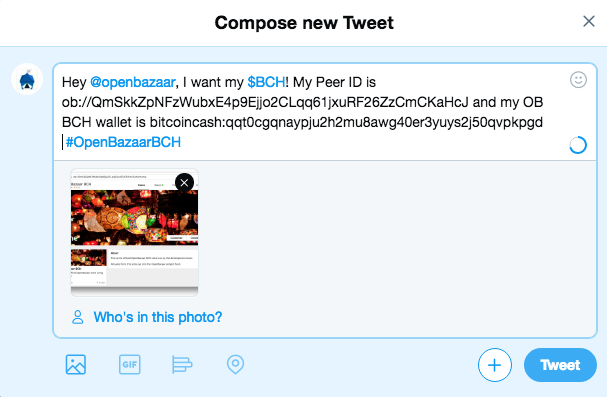 Compose new Tweet
Hey @openbazaar, I want my $BCH! My Peer ID is
ob://QmSkkZpNFzWubxE4p9Ejjo2CLqq61jxuRF26ZzCmCKaHcJ and my OB
BCH wallet is bitcoincash:qqt0cgqnaypju2h2mu8awg40er3yuys2j50qvpkpgd
#OpenBazaarBCH
Who's in this photo?
GIF
Tweet